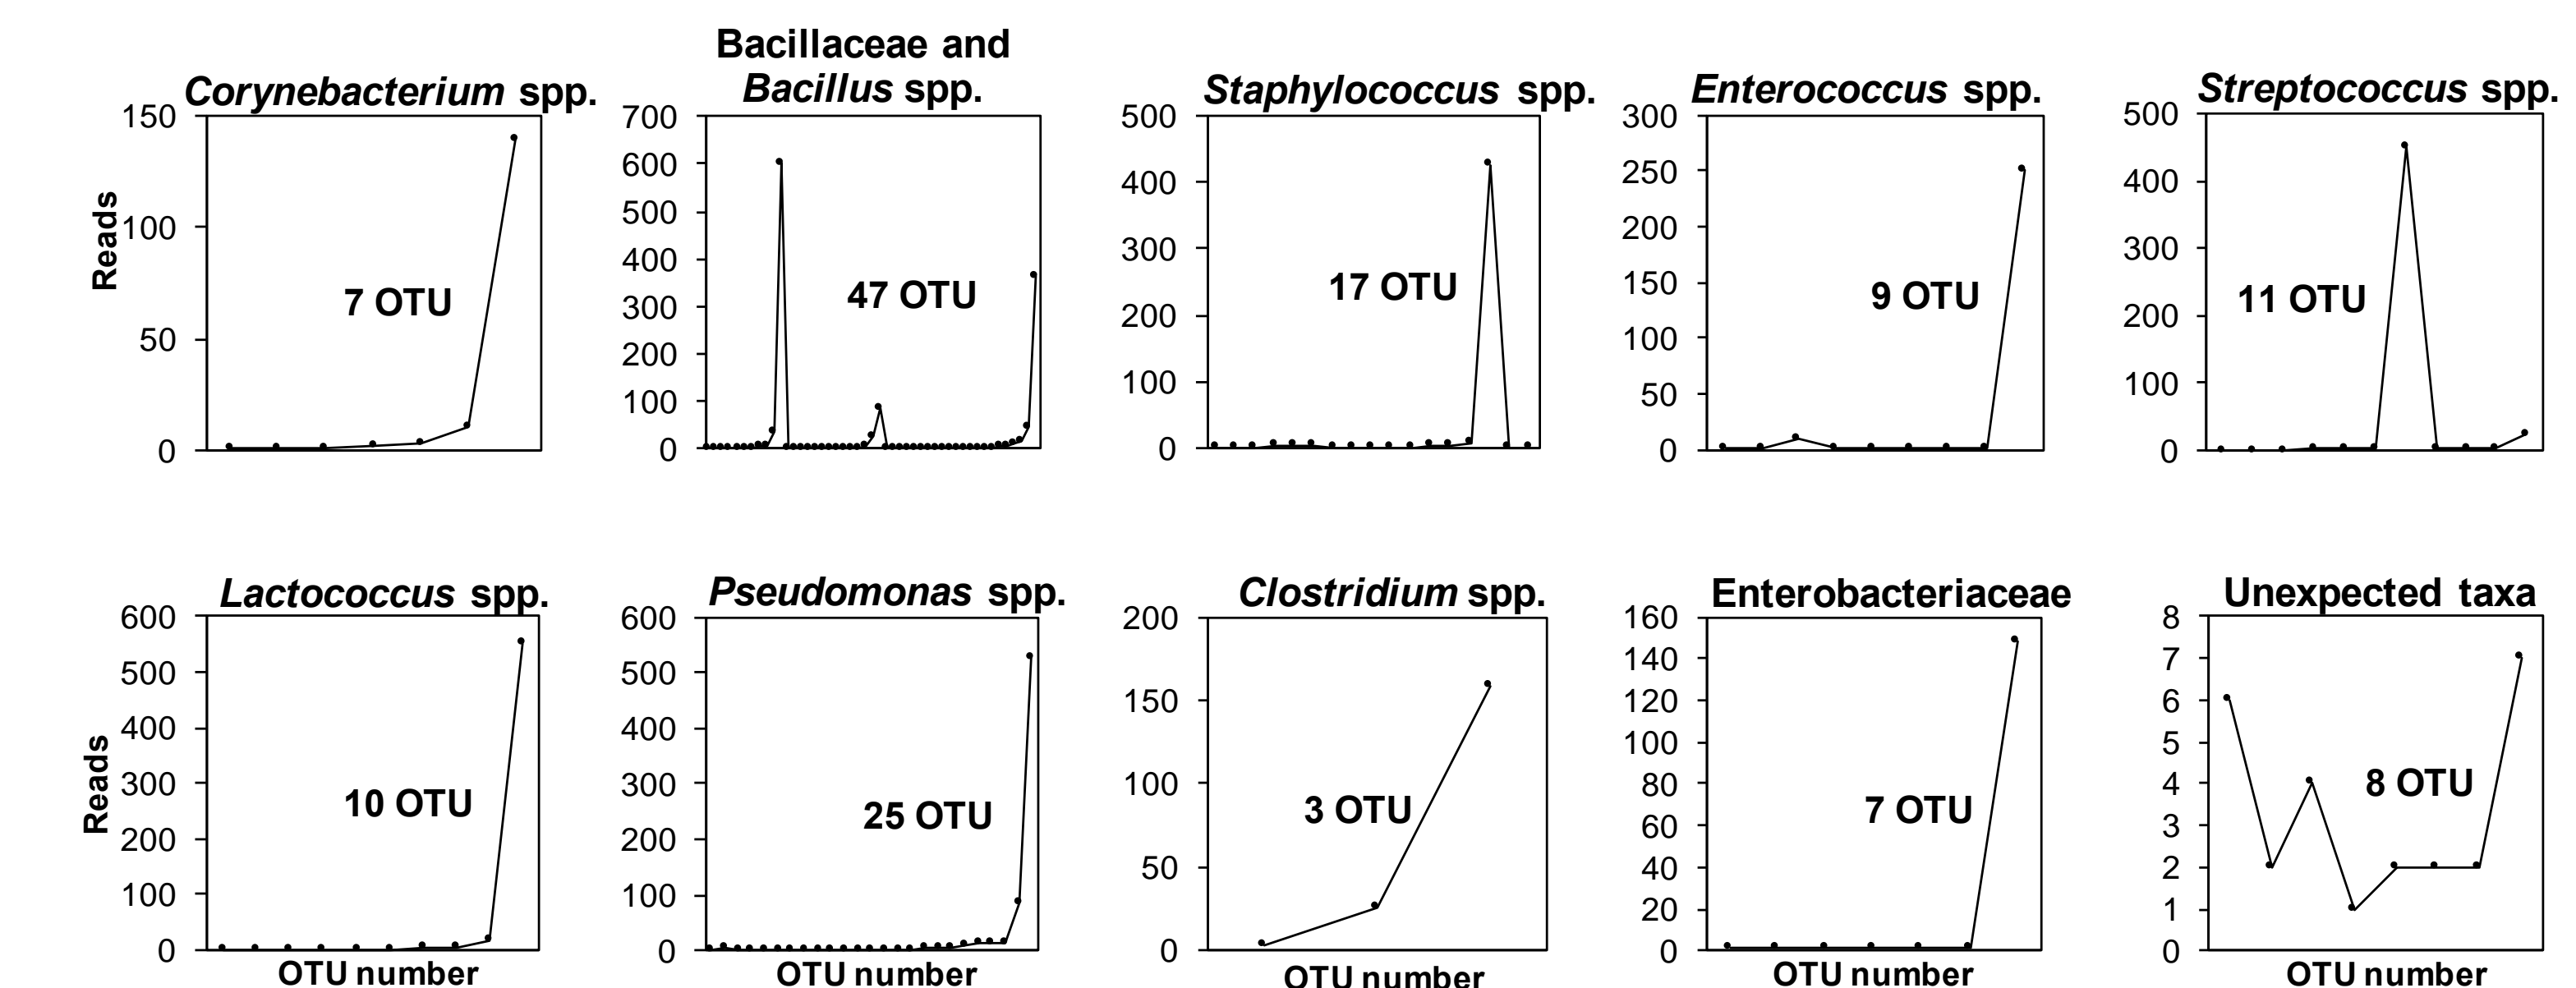 Bacillaceae and
Corynebacterium spp.
Bacillus spp.
Staphylococcus spp.
Enterococcus spp.
Streptococcus spp.
Reads
150
100
50
0
7 OTU
700
600
500
400
300
200
100
0
47 OTU
500
400
300
200
100
0
17 OTU
300
250
200
150
100
50
0
9 OTU
500
400
300
200
100
0
11 OTU
Lactococcus spp.
Pseudomonas spp.
Clostridium spp.
Enterobacteriaceae
Unexpected taxa
Reads
600
500
400
300
200
100
0
10 OTU
OTU number
600
500
400
300
200
100
0
25 OTU
OTU number
200
150
100
50
0
3 OTU
OTU number
160
140
120
100
80
60
40
20
0
7 OTU
OTU number
8
7
6
5
4
3
2
1
0
8 OTU
OTU number